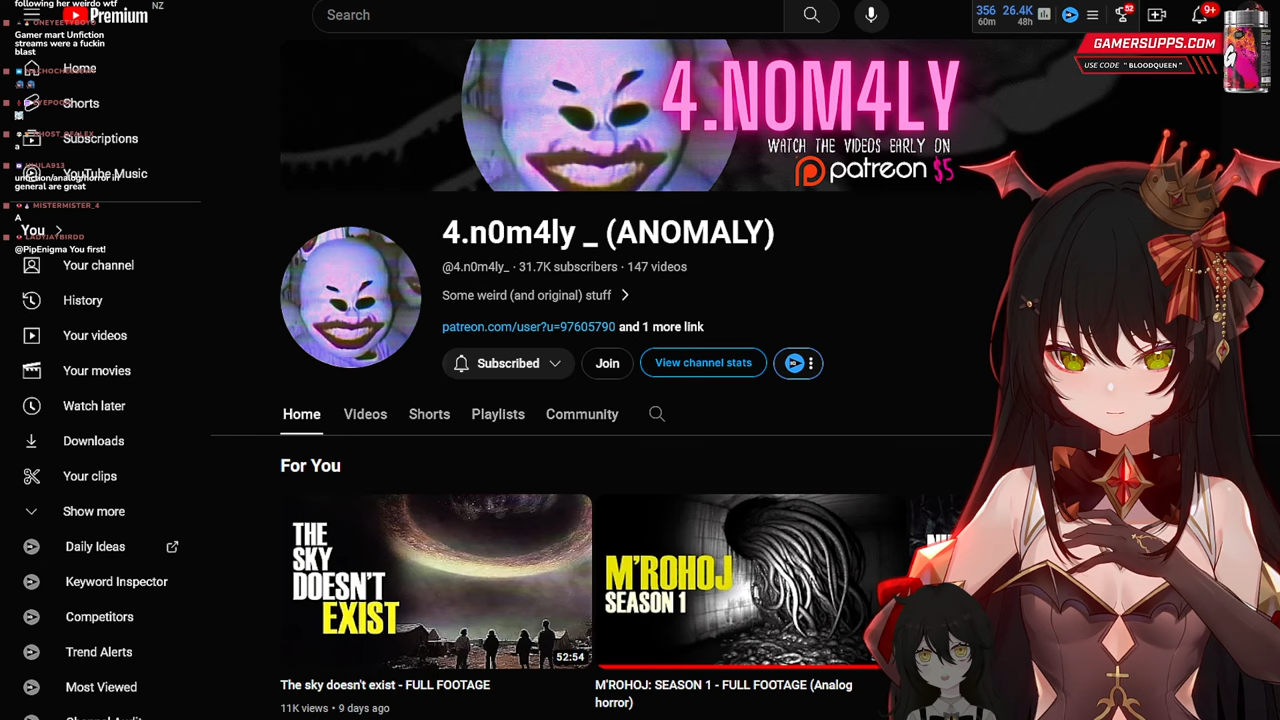 following her weirdo wtf
NZ
Premium
Search
356
60m
26.4K
48h
52
9+
ONEYEETYBOYO
Gamer mart Unfiction
streams were a fuckin
blast
Home
Shorts
a
Subscriptions
ULULA913
YouTube Music
unfiction/analog/horror in
general are great
MISTERMISTER_4
A
You
LADYJAYBIRDD
@PipEnigma You first!
Your channel
History
Your videos
Your movies
Watch later
Downloads
Your clips
Show more
Daily Ideas
Keyword Inspector
Competitors
Trend Alerts
Most Viewed
Channel Audit
4.NOM4LY
WATCH THE VIDEOS EARLY ON
patreon $5
GAMERSUPPS.COM
USE CODE "BLOODQUEEN"
4.n0m4ly _ (ANOMALY)
@4.n0m4ly_ · 31.7K subscribers · 147 videos
Some weird (and original) stuff
patreon.com/user?u=97605790 and 1 more link
Subscribed
Join
View channel stats
Home
Videos
Shorts
Playlists
Community
For You
THE
SKY
DOESN'T
EXIST
52:54
The sky doesn't exist - FULL FOOTAGE
11K views • 9 days ago
M'ROHOJ
SEASON 1
M'ROHOJ: SEASON 1 - FULL FOOTAGE (Analog
horror)